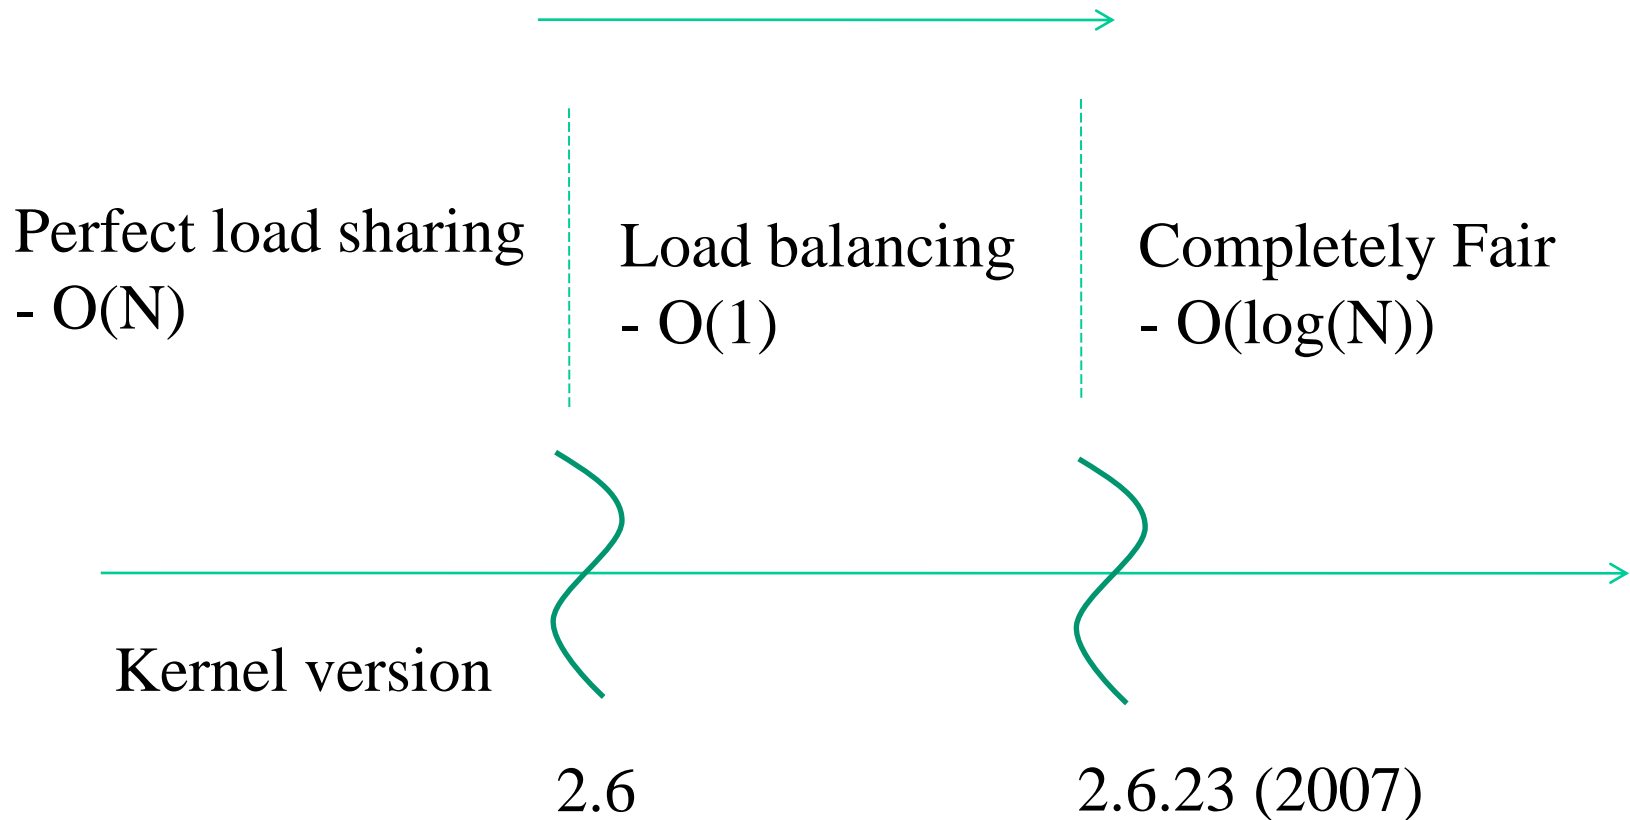 Perfect load sharing
- O(N)
Load balancing
- O(1)
Completely Fair
- O(log(N))
Kernel version
2.6
2.6.23 (2007)